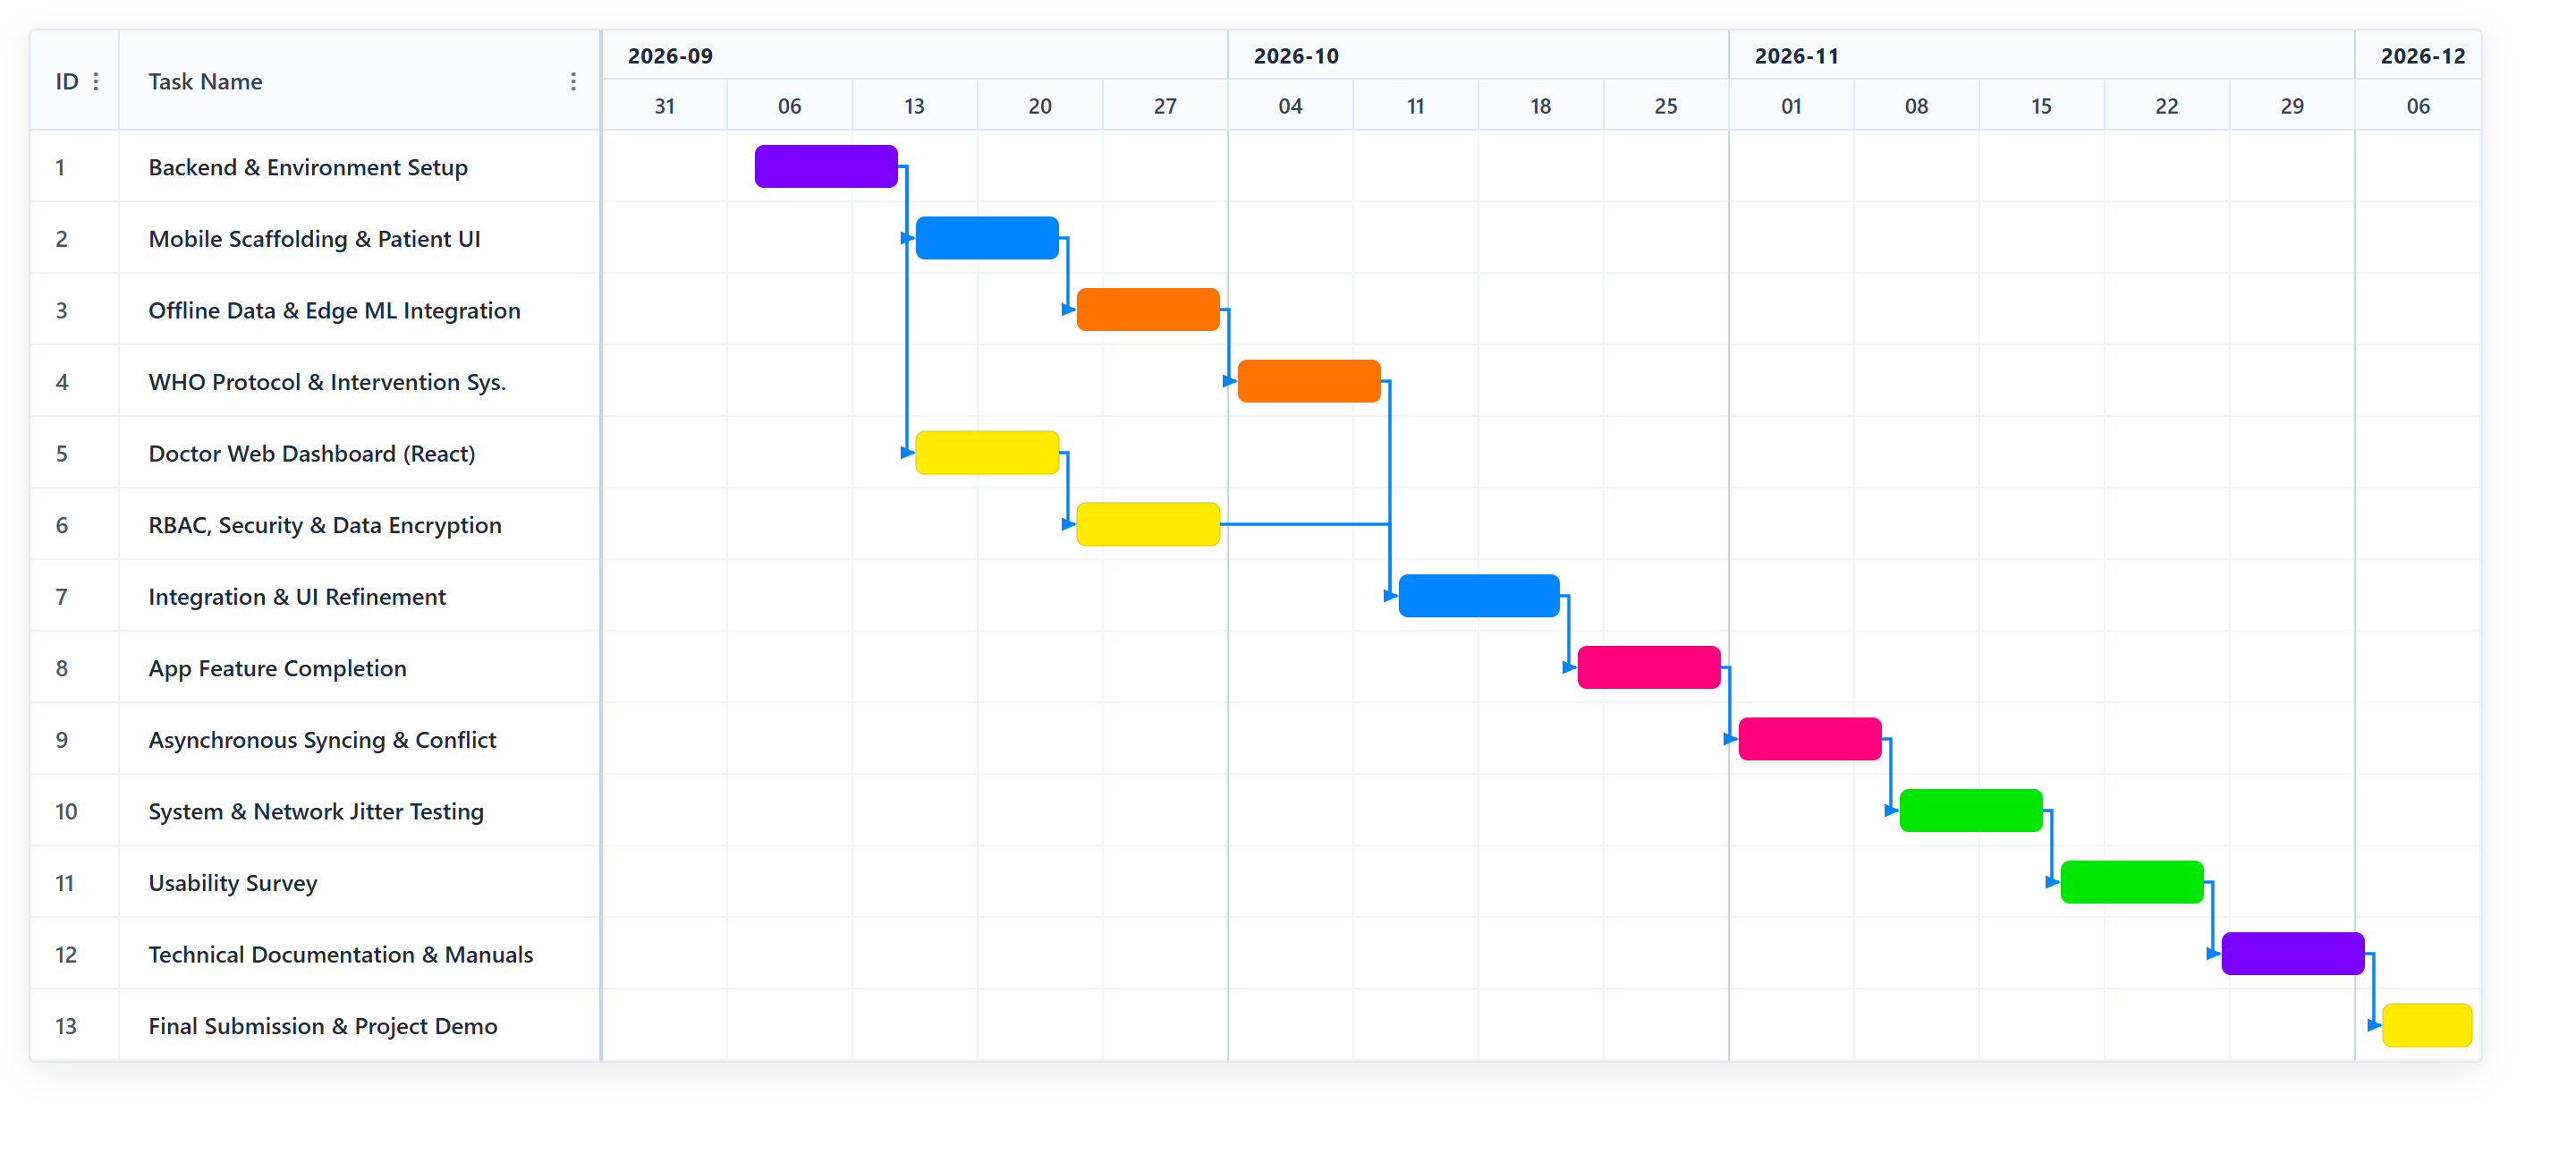 ID Task Name 2026-09 2026-10 2026-11 2026-12
31 06 13 20 27 04 11 18 25 01 08 15 22 29 06
1 Backend & Environment Setup
2 Mobile Scaffolding & Patient UI
3 Offline Data & Edge ML Integration
4 WHO Protocol & Intervention Sys.
5 Doctor Web Dashboard (React)
6 RBAC, Security & Data Encryption
7 Integration & UI Refinement
8 App Feature Completion
9 Asynchronous Syncing & Conflict
10 System & Network Jitter Testing
11 Usability Survey
12 Technical Documentation & Manuals
13 Final Submission & Project Demo